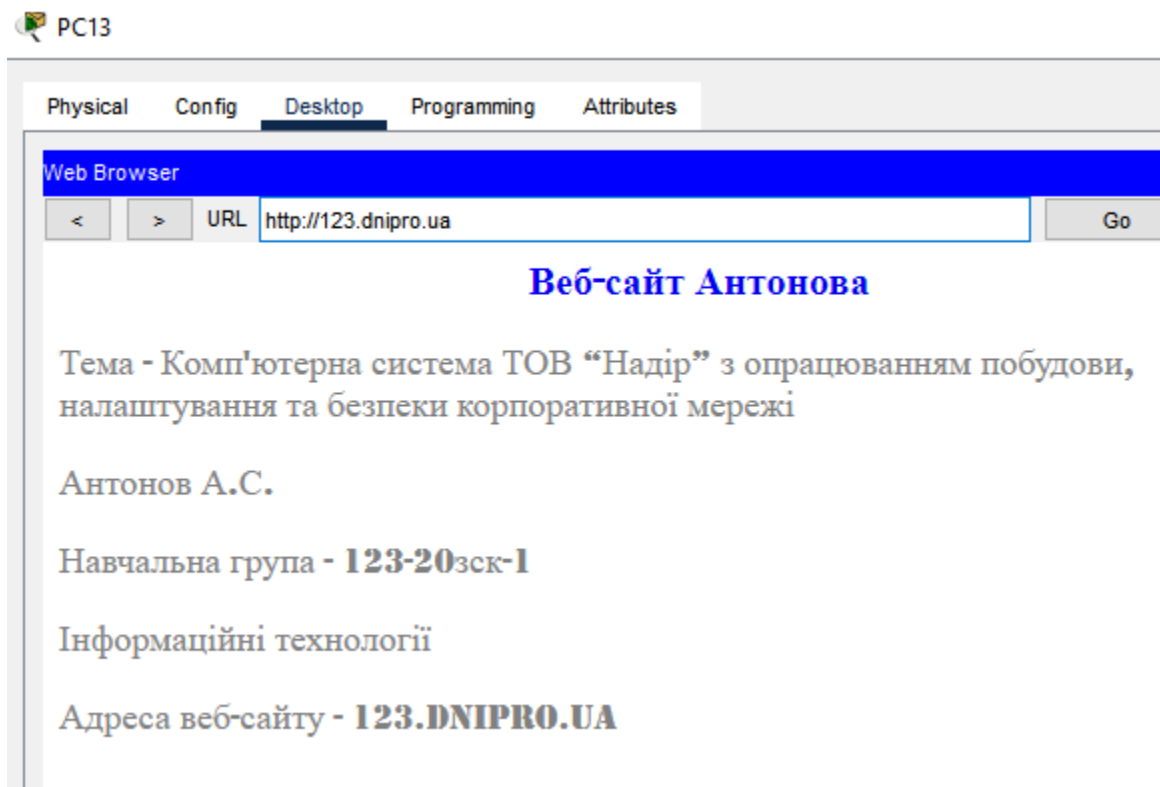 PC13
Physical Config Desktop Programming Attributes
Web Browser
< > URL http://123.dnipro.ua Go
Веб-сайт Антонова
Тема - Комп'ютерна система ТОВ “Надір” з опрацюванням побудови,
налаштування та безпеки корпоративної мережі
Антонов А.С.
Навчальна група - 123-20зск-1
Інформаційні технології
Адреса веб-сайту - 123.DNIPRO.UA